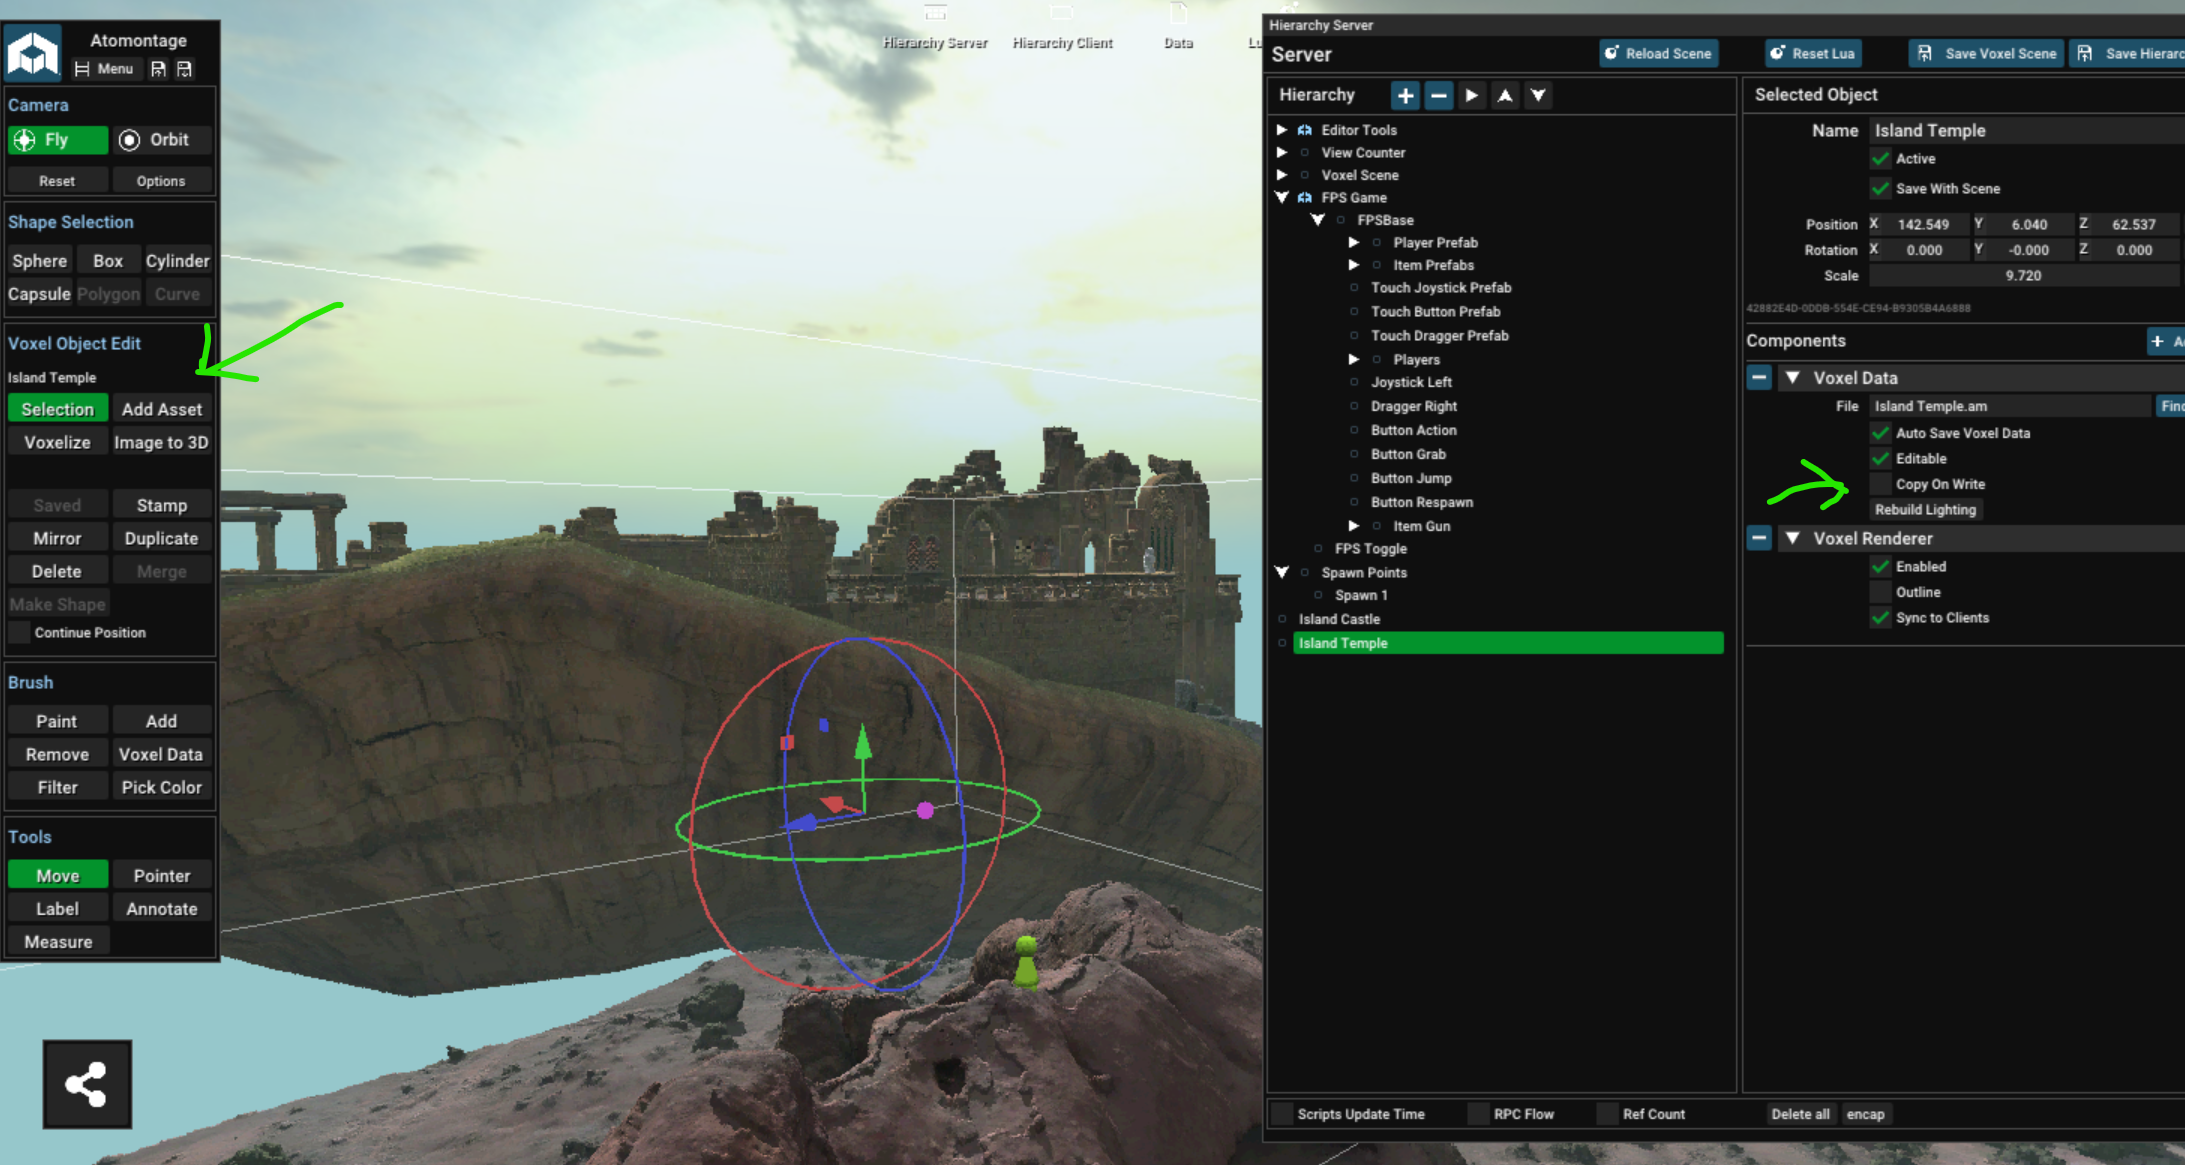 Atomontage
Menu
Camera
Fly Orbit
Reset Options
Shape Selection
Sphere Box Cylinder
Capsule Polygon Curve
Voxel Object Edit
Island Temple
Selection Add Asset
Voxelize Image to 3D
Saved Stamp
Mirror Duplicate
Delete Merge
Make Shape
Continue Position
Brush
Paint Add
Remove Voxel Data
Filter Pick Color
Tools
Move Pointer
Label Annotate
Measure
Hierarchy Server Hierarchy Client Data Lu
Hierarchy Server
Server Reload Scene Reset Lua Save Voxel Scene Save Hierarc
Hierarchy
Editor Tools
View Counter
Voxel Scene
FPS Game
FPSBase
Player Prefab
Item Prefabs
Touch Joystick Prefab
Touch Button Prefab
Touch Dragger Prefab
Players
Joystick Left
Dragger Right
Button Action
Button Grab
Button Jump
Button Respawn
Item Gun
FPS Toggle
Spawn Points
Spawn 1
Island Castle
Island Temple
Selected Object
Name Island Temple
Active
Save With Scene
Position X 142.549 Y 6.040 Z 62.537
Rotation X 0.000 Y -0.000 Z 0.000
Scale 9.720
42882E4D-0DDB-554E-CE94-B9305B4A6888
Components + A
Voxel Data
File Island Temple.am Find
Auto Save Voxel Data
Editable
Copy On Write
Rebuild Lighting
Voxel Renderer
Enabled
Outline
Sync to Clients
Scripts Update Time RPC Flow Ref Count Delete all encap